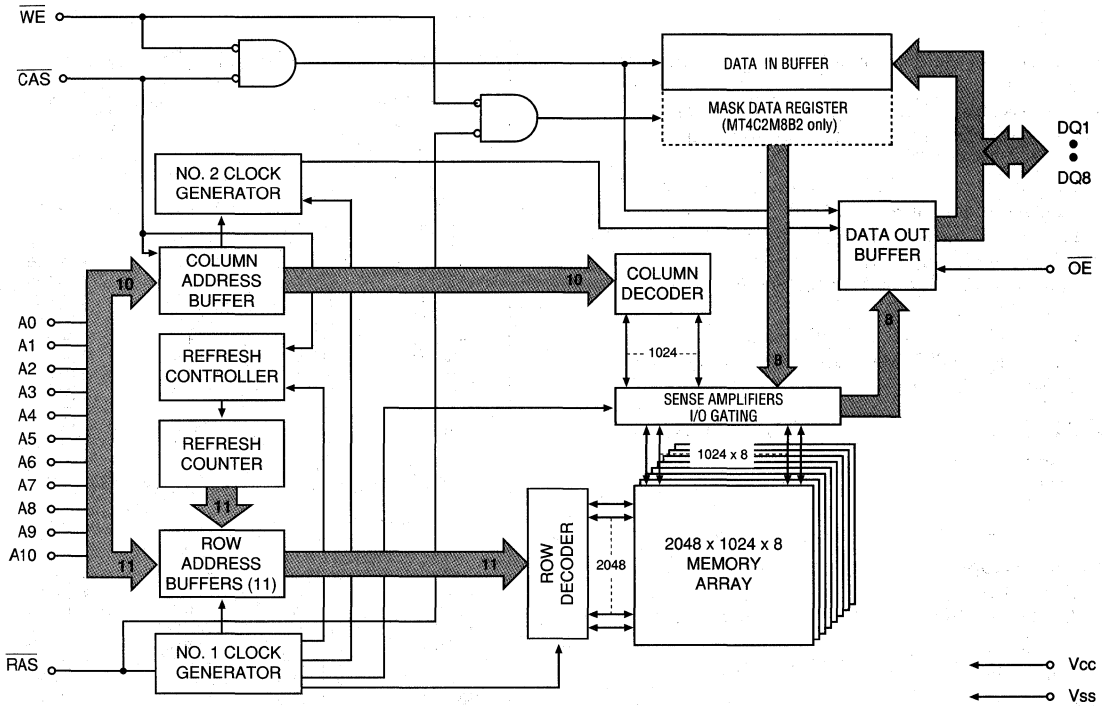 WE
CAS
DATA IN BUFFER
MASK DATA REGISTER
(MT4C2M8B2 only)
DQ1
DQ8
NO. 2 CLOCK
GENERATOR
DATA OUT
BUFFER
OE
COLUMN
ADDRESS
BUFFER
10
10
COLUMN
DECODER
8
A0
A1
A2
A3
A4
A5
A6
A7
A8
A9
A10
REFRESH
CONTROLLER
1024
8
SENSE AMPLIFIERS
I/O GATING
REFRESH
COUNTER
1024 x 8
11
ROW
ADDRESS
BUFFERS (11)
11
11
ROW
DECODER
2048
2048 x 1024 x 8
MEMORY
ARRAY
RAS
NO. 1 CLOCK
GENERATOR
Vcc
Vss